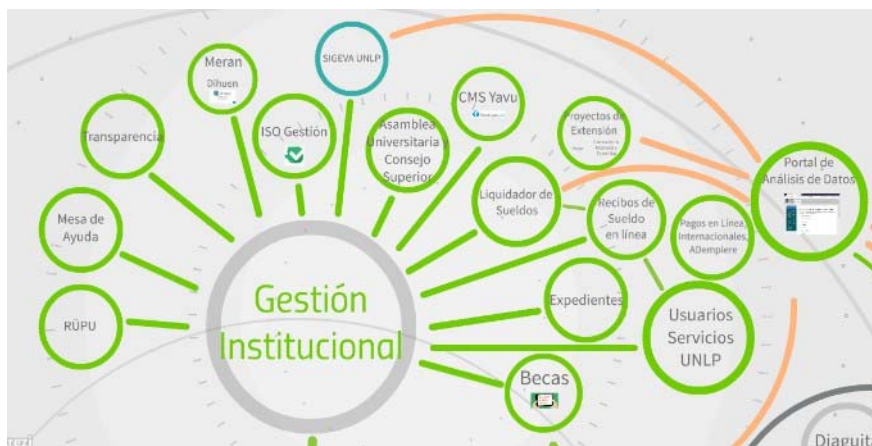 SIGEVA UNLP
Meran
Dihuen
Transparencia
ISO Gestión
Asamblea
Universitaria y
Consejo
Superior
CMS Yavu
Proyectos de
Extensión
Portal de
Análisis de Datos
Liquidador de
Sueldos
Recibos de
Sueldo
en línea
Pagos en Línea,
Internacionales,
ADempiere
Mesa de
Ayuda
RÜPU
Gestión
Institucional
Expedientes
Usuarios
Servicios
UNLP
Becas
Diaguita